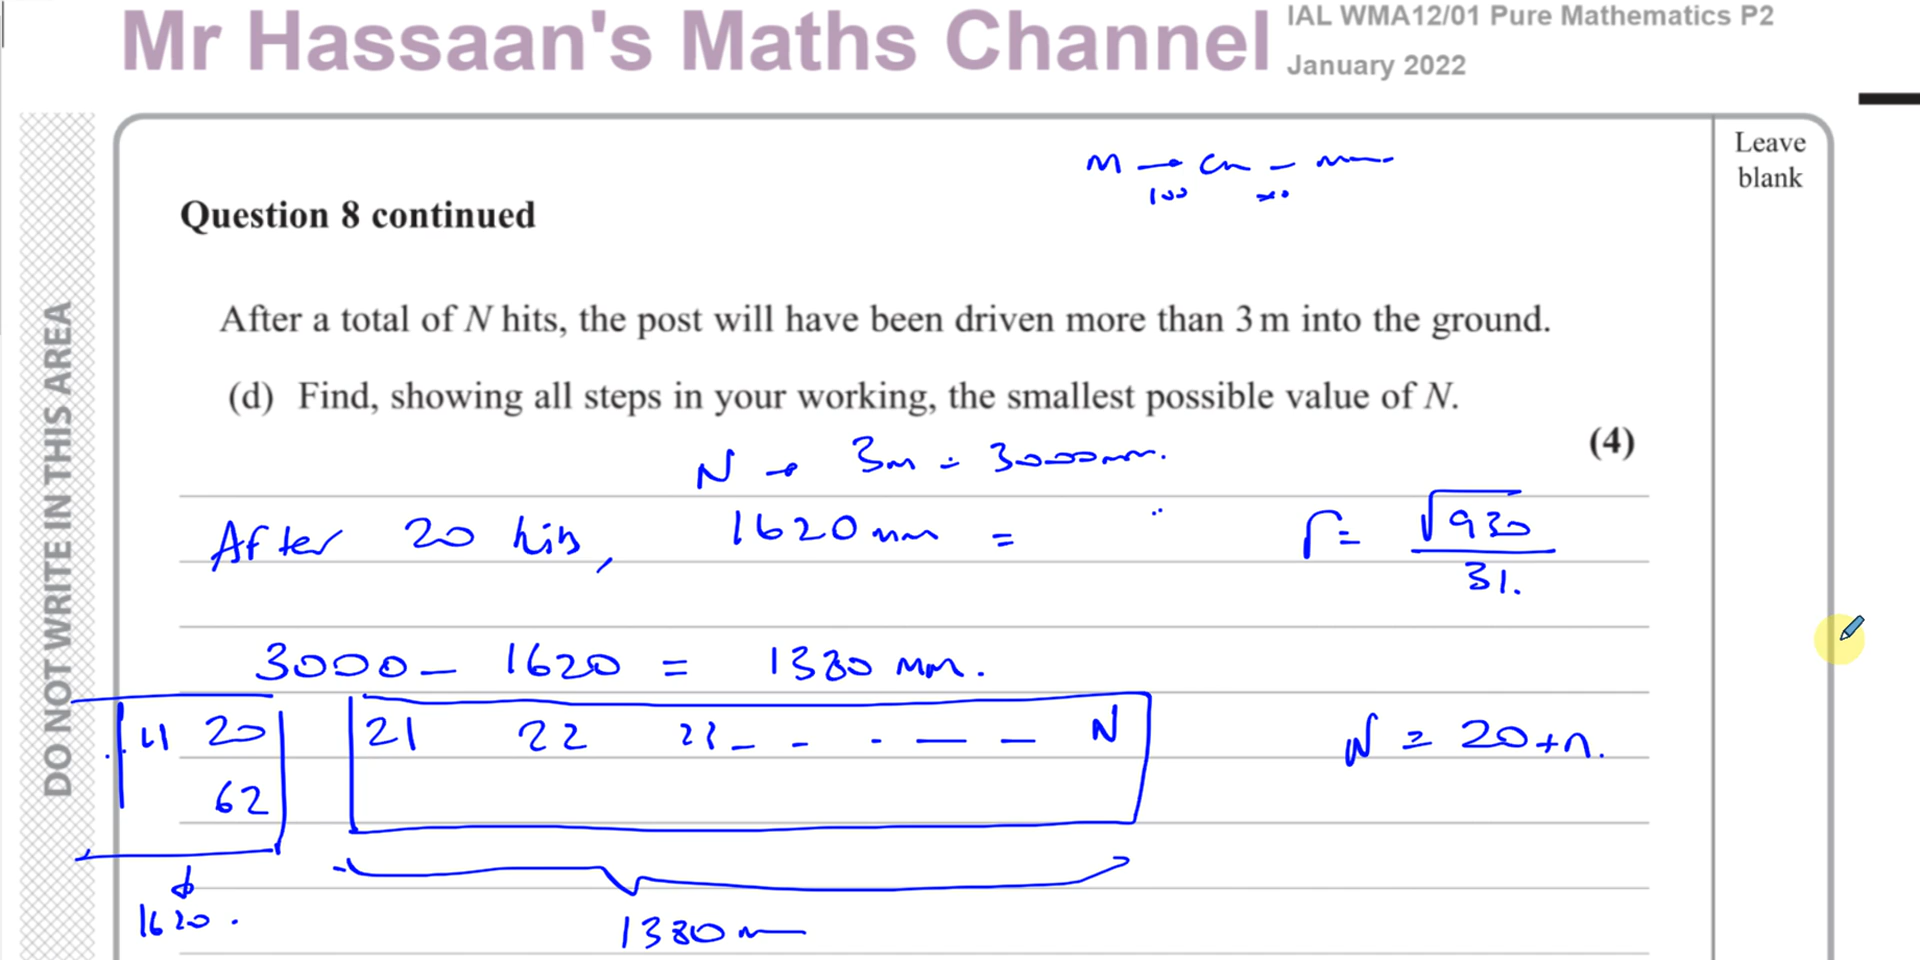 Mr Hassaan's Maths Channel
IAL WMA12/01 Pure Mathematics P2
January 2022
Leave
blank
DO NOT WRITE IN THIS AREA
m → cm - mm
100
Question 8 continued
After a total of N hits, the post will have been driven more than 3 m into the ground.
(d) Find, showing all steps in your working, the smallest possible value of N.
(4)
N → 3m = 3000mm.
After 20 hits, 1620mm =
r = √930 / 31.
3000 - 1620 = 1380 mm.
20 21 22 23 - - - - - N
N = 20+n.
62
1620.
1380 m